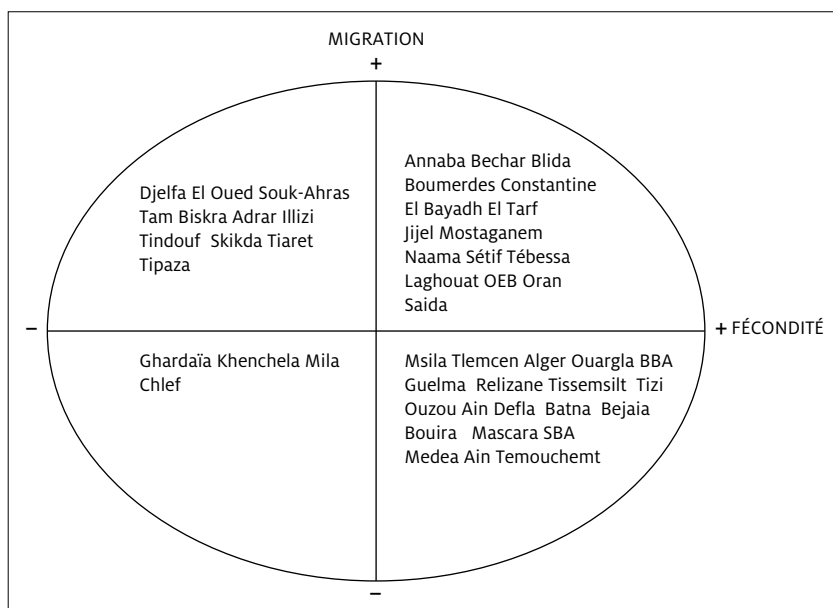 MIGRATION
+
Djelfa El Oued Souk-Ahras
Tam Biskra Adrar Illizi
Tindouf Skikda Tiaret
Tipaza
Annaba Bechar Blida
Boumerdes Constantine
El Bayadh El Tarf
Jijel Mostaganem
Naama Sétif Tébessa
Laghouat OEB Oran
Saida
–
+ FÉCONDITÉ
Ghardaïa Khenchela Mila
Chlef
Msila Tlemcen Alger Ouargla BBA
Guelma Relizane Tissemsilt Tizi
Ouzou Ain Defla Batna Bejaia
Bouira Mascara SBA
Medea Ain Temouchemt
–